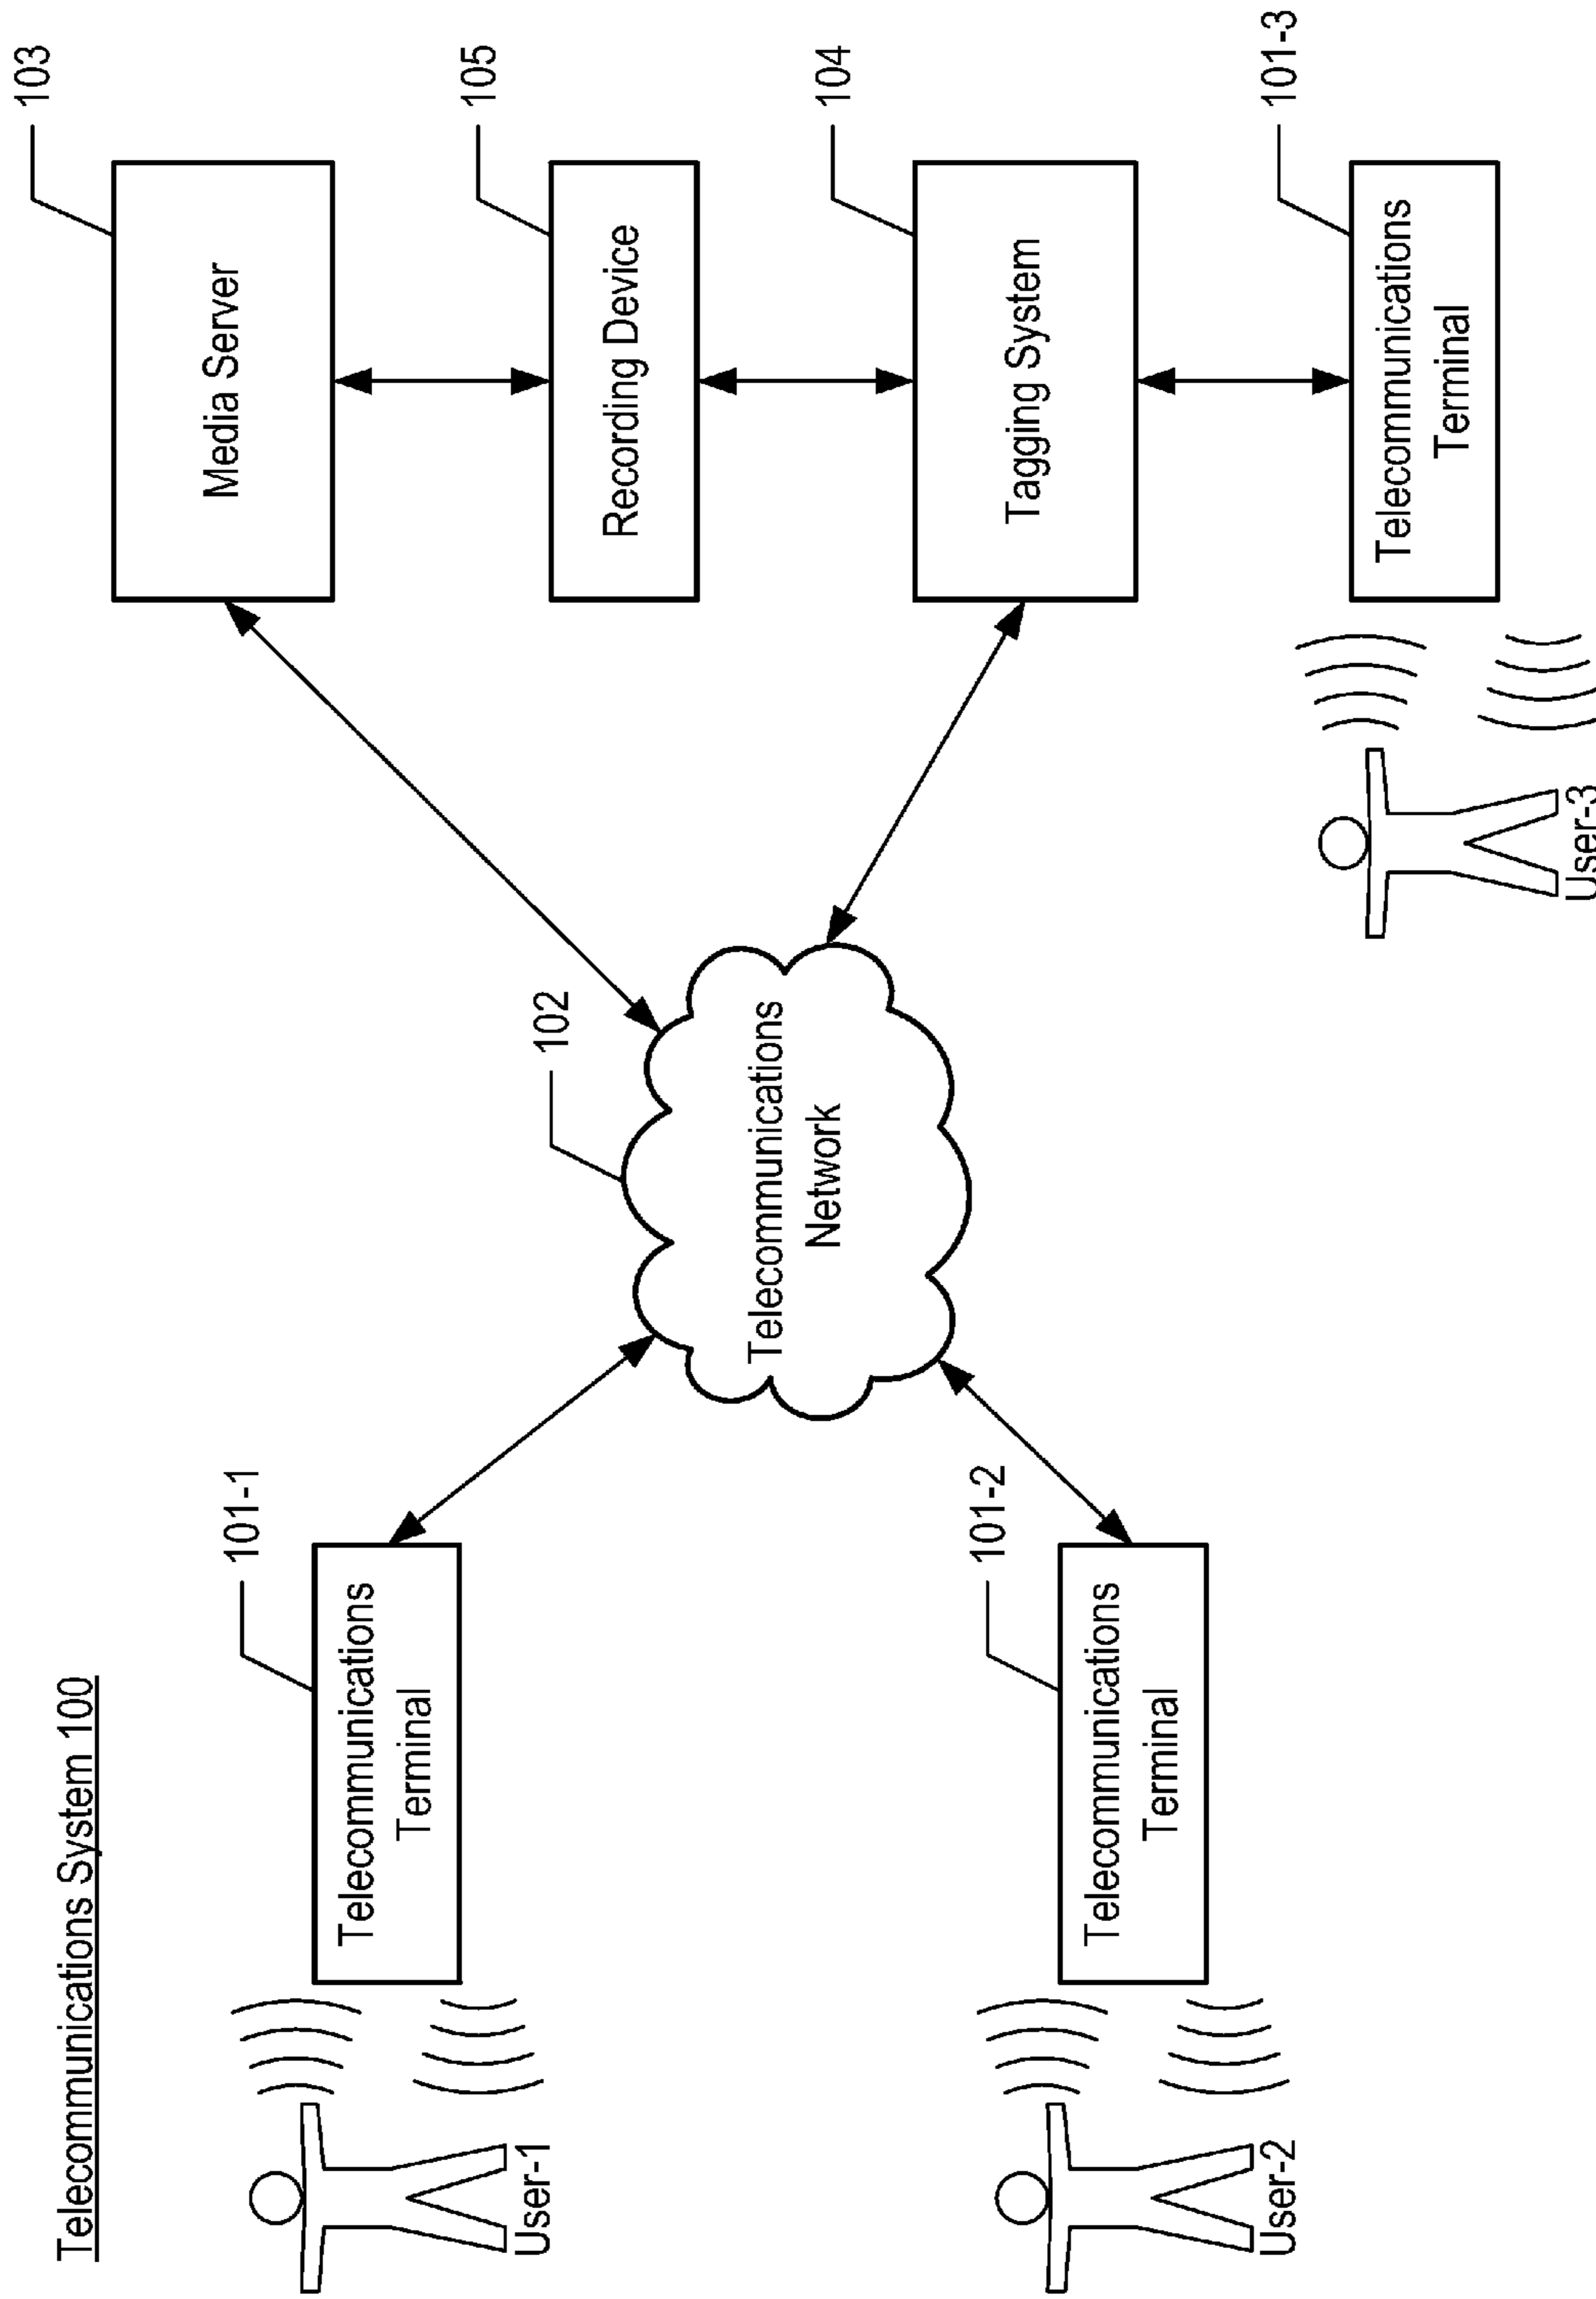 Telecommunications System 100
103
Media Server
101-1
Telecommunications
Terminal
User-1
102
Telecommunications
Network
105
Recording Device
104
Tagging System
101-2
Telecommunications
Terminal
User-2
101-3
Telecommunications
Terminal
User-3